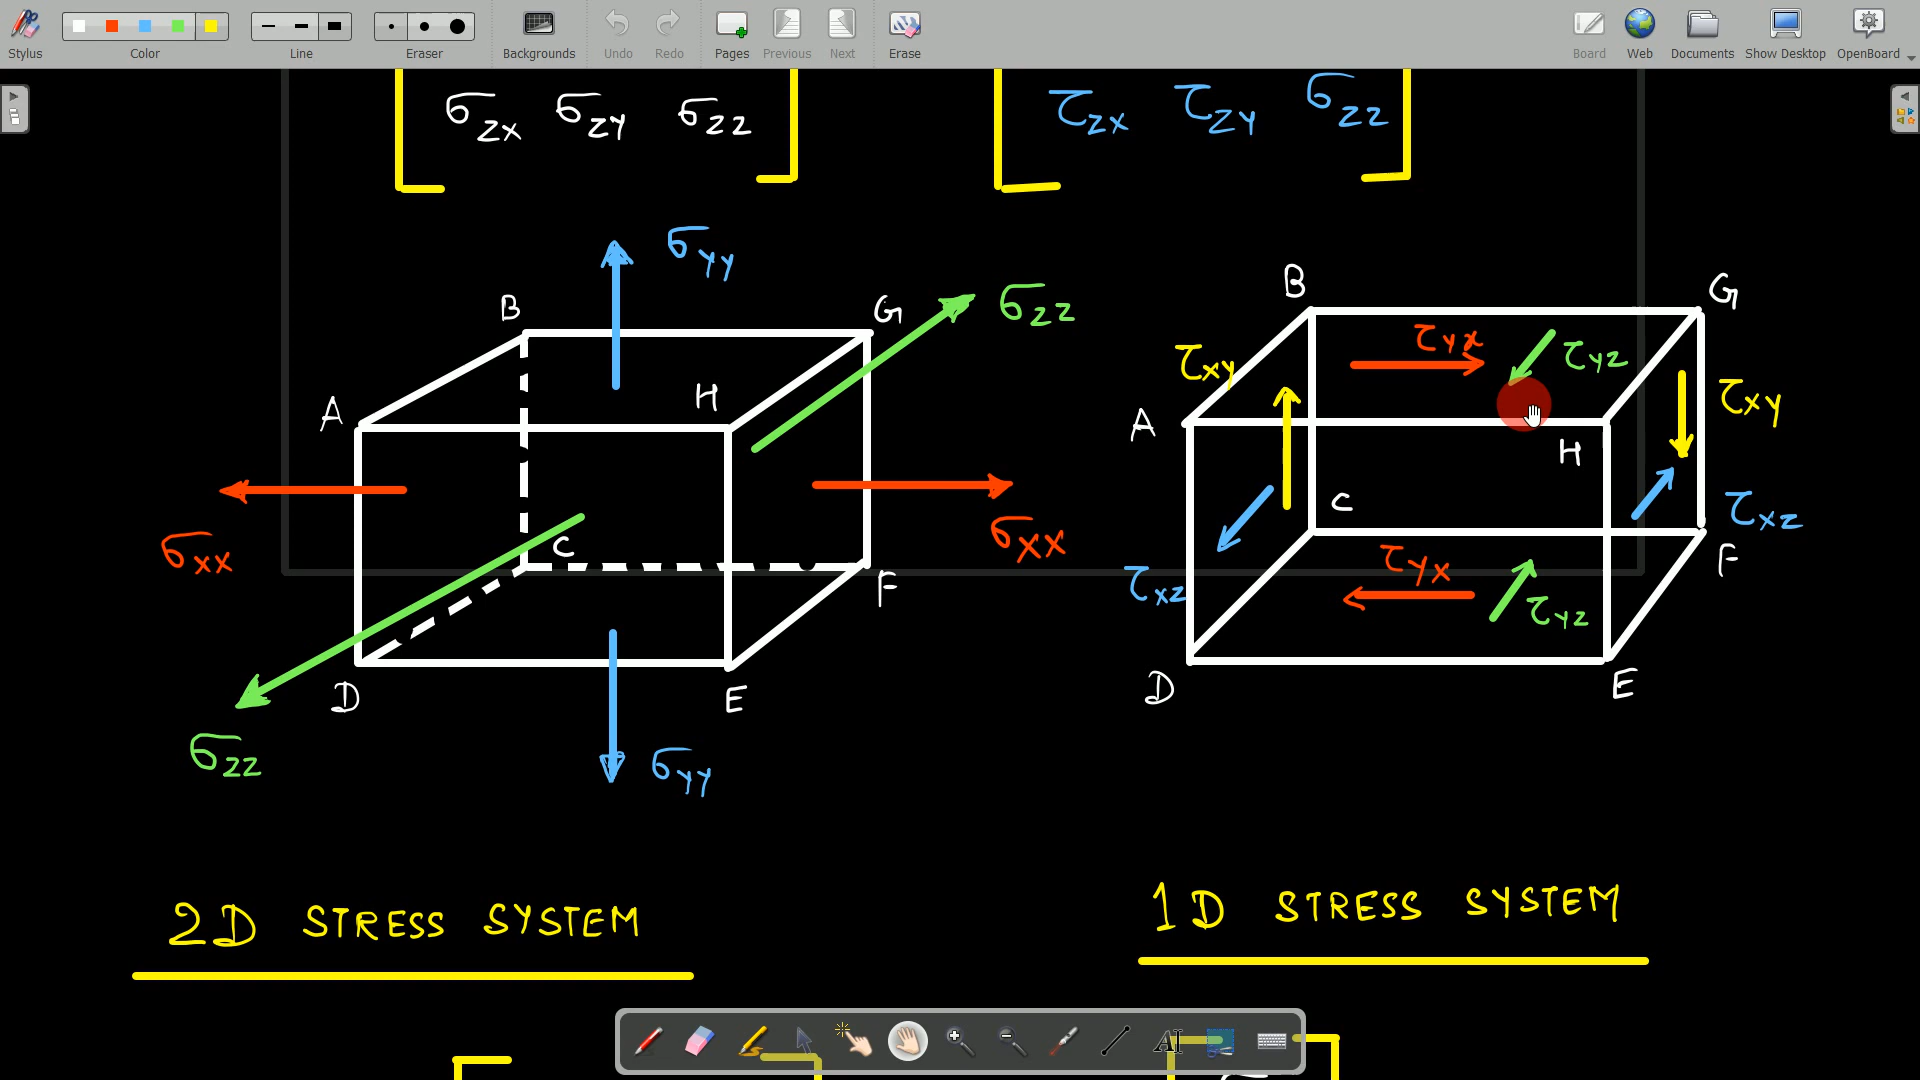 Stylus Color Line Eraser Backgrounds Undo Redo Pages Previous Next Erase Board Web Documents Show Desktop OpenBoard
σzx σzy σzz
τzx τzy σzz
σyy
B G σzz
A H
C
σxx σxx
F
D E
σzz σyy
B G
τxy τyx τyz τxy
A H
C τxz
τxz τyx τyz F
D E
2D STRESS SYSTEM
1D STRESS SYSTEM